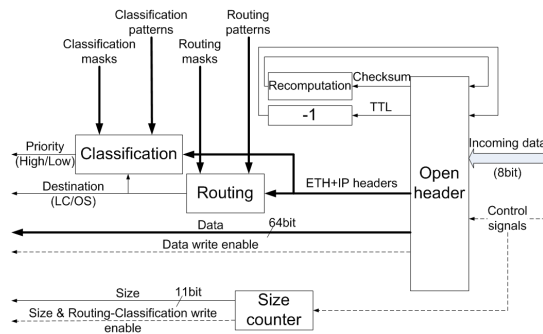 Classification
patterns
Classification
masks
Routing
patterns
Routing
masks
Recomputation
Checksum
-1
TTL
Priority
(High/Low)
Classification
Incoming data
(8bit)
Open
header
Destination
(LC/OS)
Routing
ETH+IP headers
Control
signals
Data
64bit
Data write enable
Size
11bit
Size & Routing-Classification write
enable
Size
counter